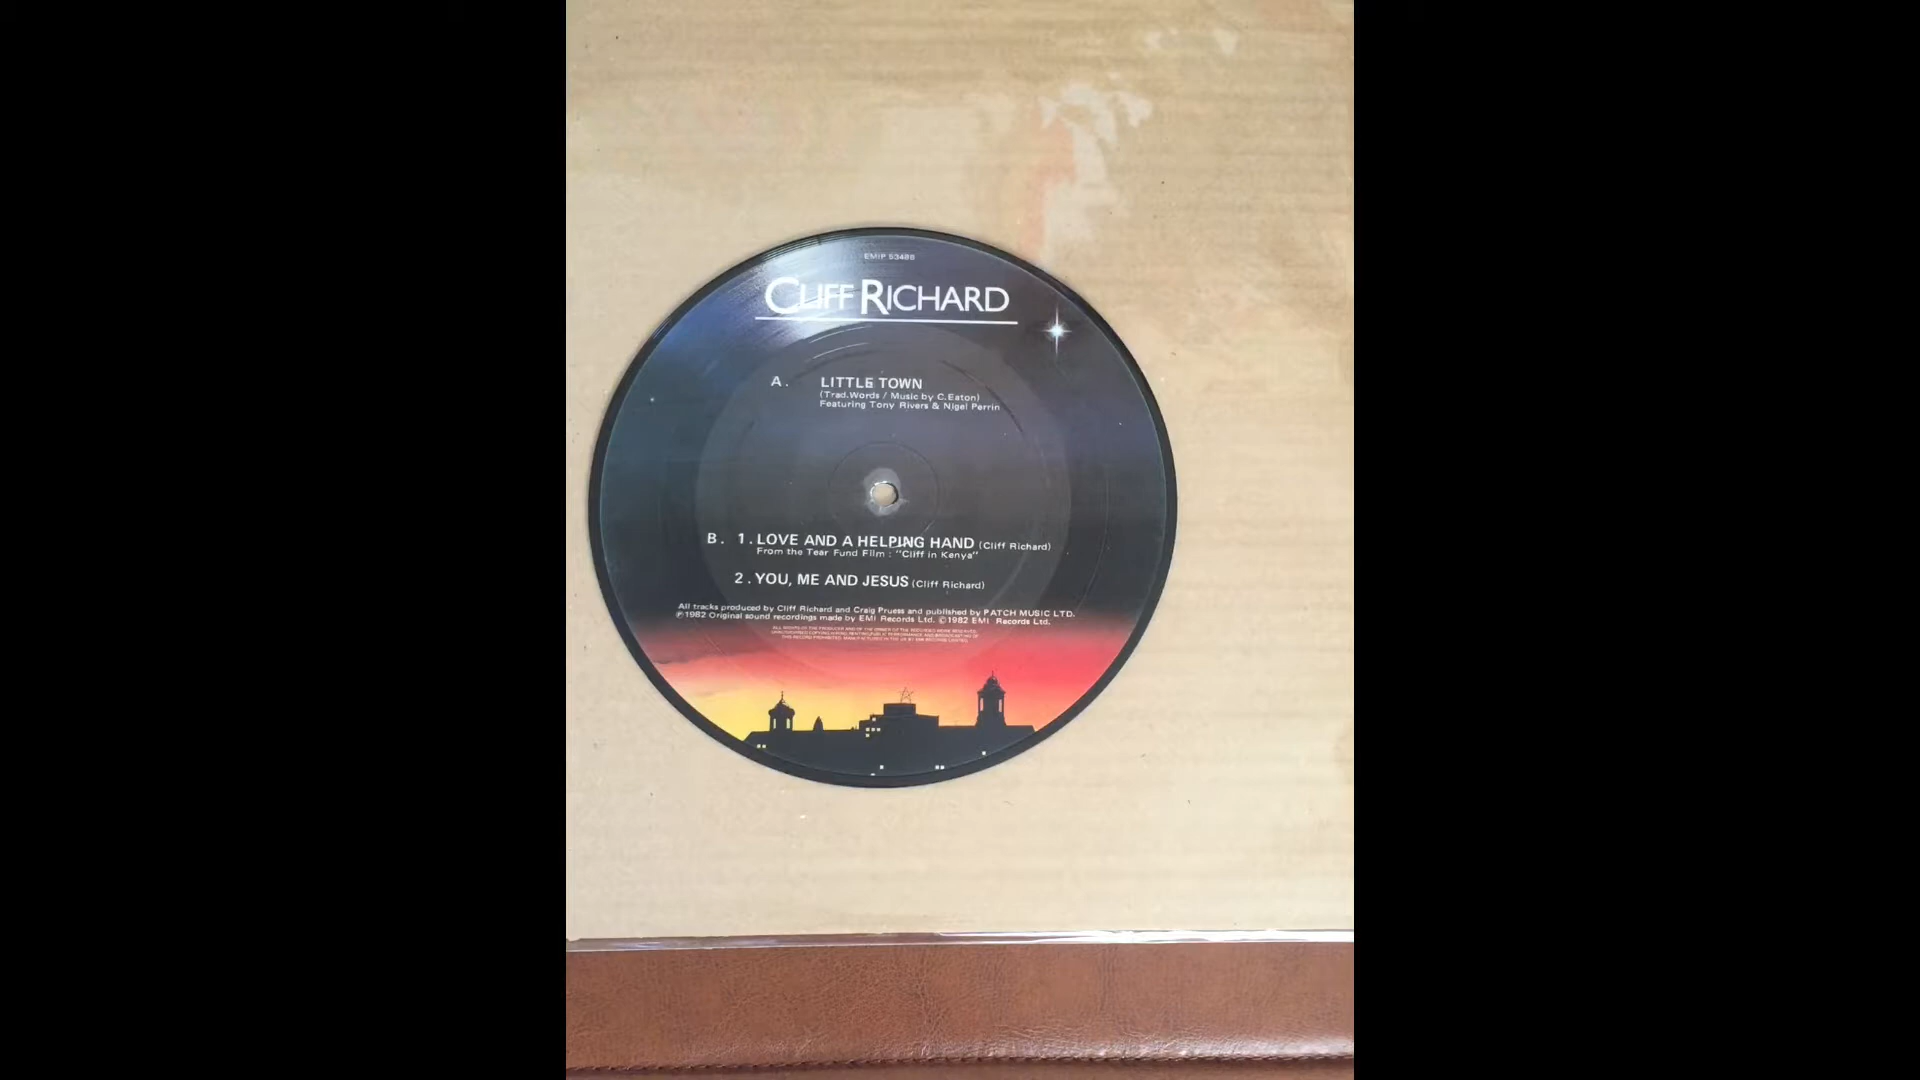 EMIP 53488
CLIFF RICHARD
A. LITTLE TOWN
(Trad.Words / Music by C.Eaton)
Featuring Tony Rivers & Nigel Perrin
B. 1. LOVE AND A HELPING HAND (Cliff Richard)
From the Tear Fund Film : "Cliff in Kenya"
2. YOU, ME AND JESUS (Cliff Richard)
All tracks produced by Cliff Richard and Craig Pruess and published by PATCH MUSIC LTD.
℗1982 Original sound recordings made by EMI Records Ltd. ©1982 EMI Records Ltd.